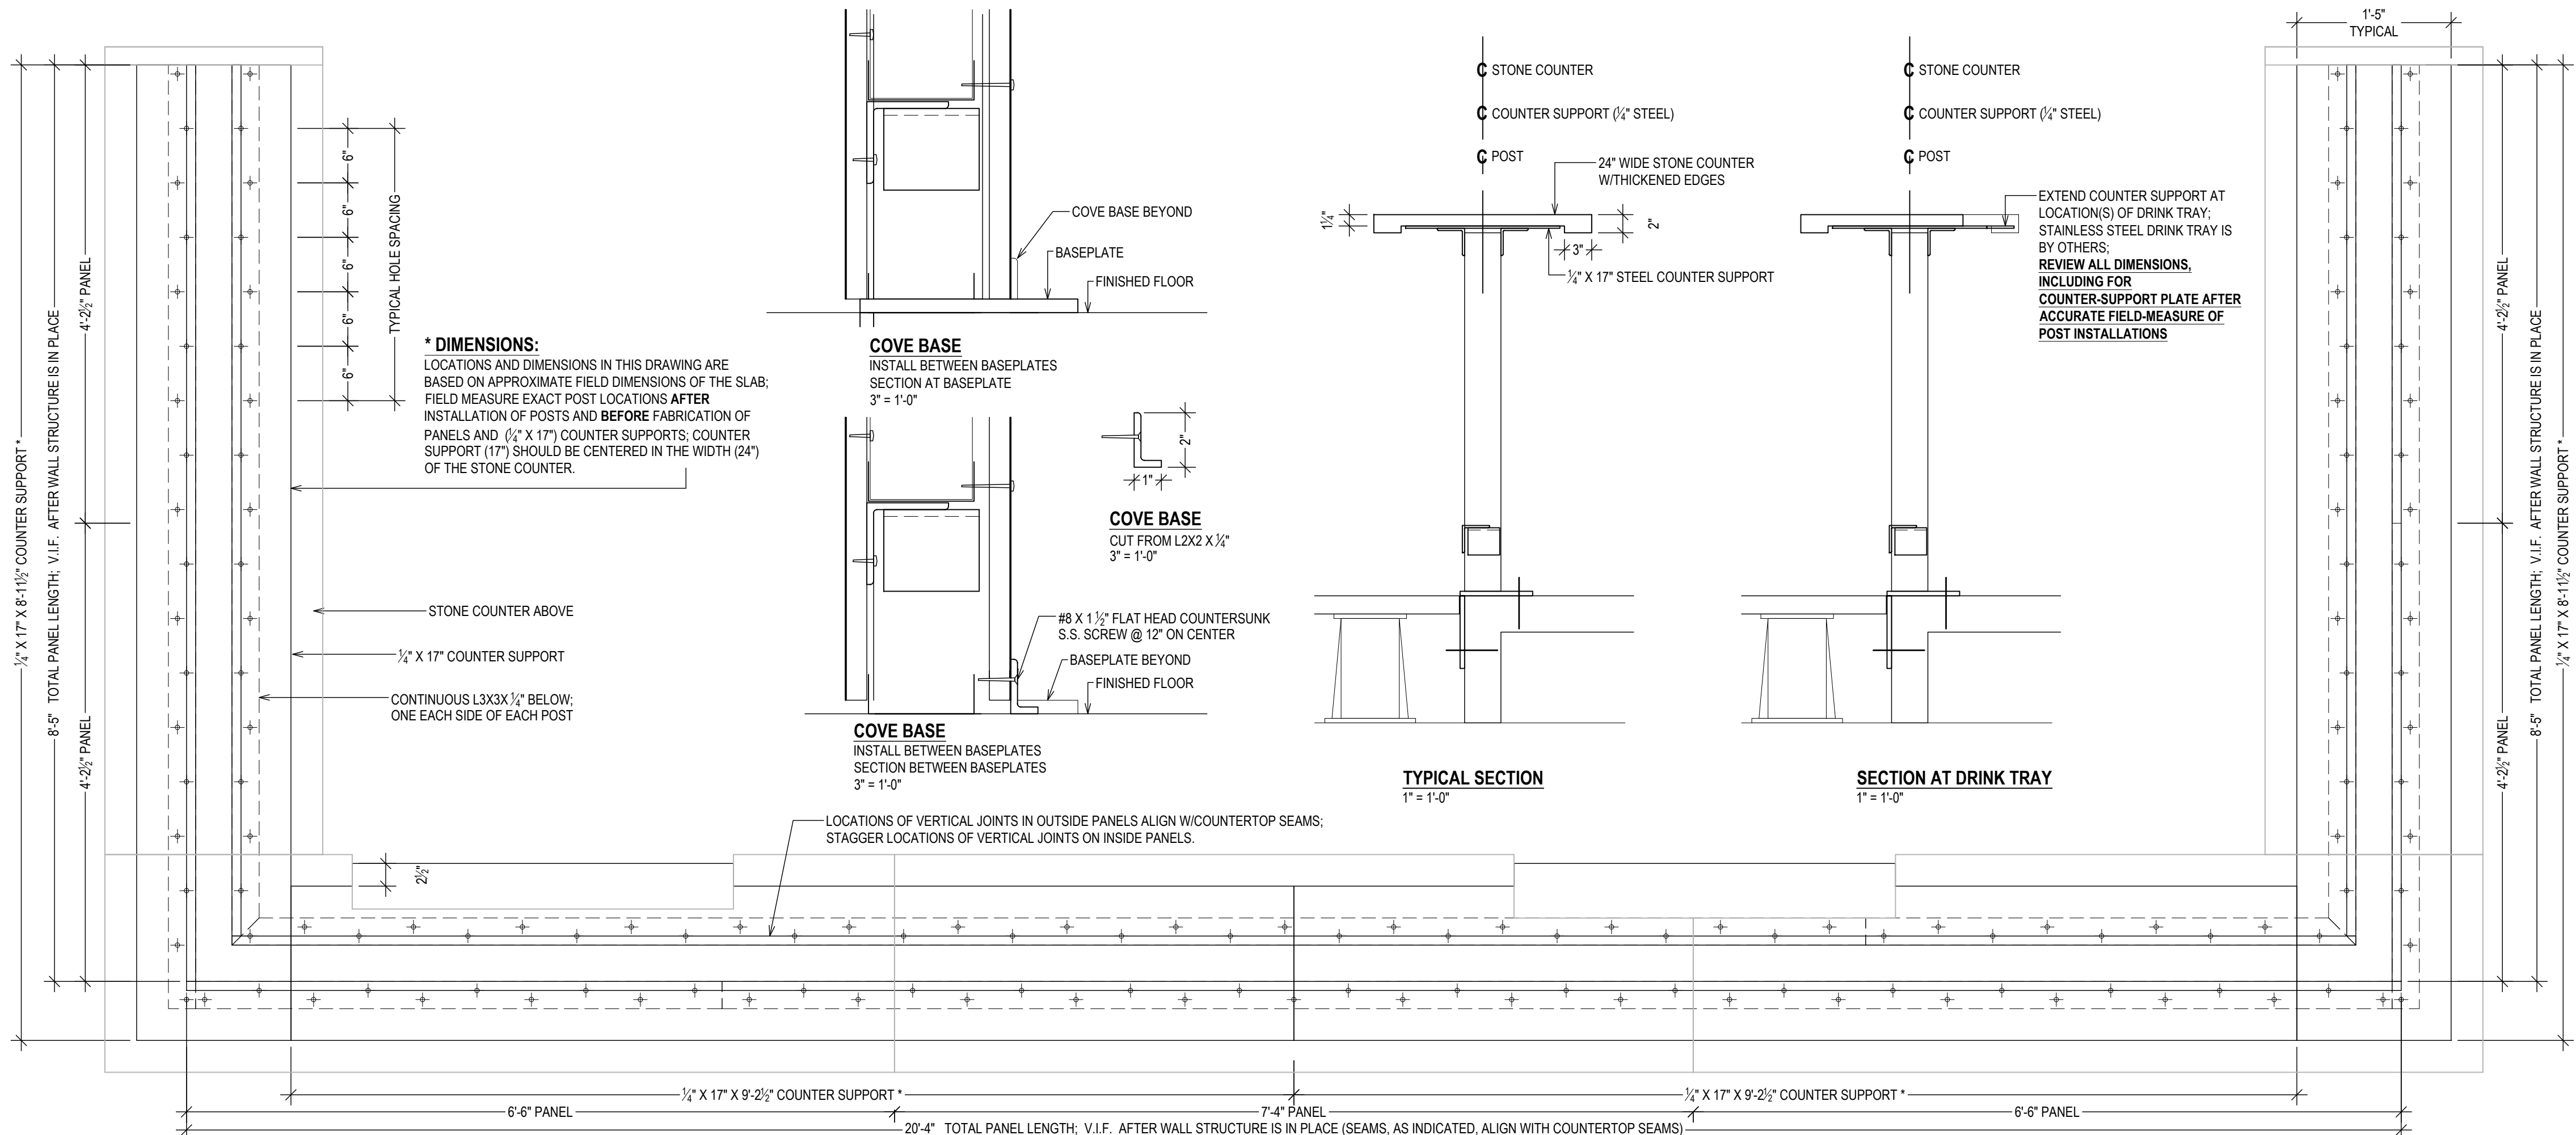 1'-5"
TYPICAL
¼" X 17" X 8'-11½" COUNTER SUPPORT *
8'-5"   TOTAL PANEL LENGTH;  V.I.F.  AFTER WALL STRUCTURE IS IN PLACE
4'-2½" PANEL
4'-2½" PANEL
6"
6"
6"
6"
6"
TYPICAL HOLE SPACING
* DIMENSIONS:
LOCATIONS AND DIMENSIONS IN THIS DRAWING ARE
BASED ON APPROXIMATE FIELD DIMENSIONS OF THE SLAB;
FIELD MEASURE EXACT POST LOCATIONS AFTER
INSTALLATION OF POSTS AND BEFORE FABRICATION OF
PANELS AND (¼" X 17") COUNTER SUPPORTS; COUNTER
SUPPORT (17") SHOULD BE CENTERED IN THE WIDTH (24")
OF THE STONE COUNTER.
STONE COUNTER ABOVE
¼" X 17" COUNTER SUPPORT
CONTINUOUS L3X3X ¼" BELOW;
ONE EACH SIDE OF EACH POST
2½"
COVE BASE BEYOND
BASEPLATE
FINISHED FLOOR
COVE BASE
INSTALL BETWEEN BASEPLATES
SECTION AT BASEPLATE
3" = 1'-0"
2"
1"
COVE BASE
CUT FROM L2X2 X ¼"
3" = 1'-0"
#8 X 1 ½" FLAT HEAD COUNTERSUNK
S.S. SCREW @ 12" ON CENTER
BASEPLATE BEYOND
FINISHED FLOOR
COVE BASE
INSTALL BETWEEN BASEPLATES
SECTION BETWEEN BASEPLATES
3" = 1'-0"
LOCATIONS OF VERTICAL JOINTS IN OUTSIDE PANELS ALIGN W/COUNTERTOP SEAMS;
STAGGER LOCATIONS OF VERTICAL JOINTS ON INSIDE PANELS.
C STONE COUNTER
C COUNTER SUPPORT (¼" STEEL)
C POST
24" WIDE STONE COUNTER
W/THICKENED EDGES
1¼"
2"
3"
¼" X 17" STEEL COUNTER SUPPORT
TYPICAL SECTION
1" = 1'-0"
C STONE COUNTER
C COUNTER SUPPORT (¼" STEEL)
C POST
EXTEND COUNTER SUPPORT AT
LOCATION(S) OF DRINK TRAY;
STAINLESS STEEL DRINK TRAY IS
BY OTHERS;
REVIEW ALL DIMENSIONS,
INCLUDING FOR
COUNTER-SUPPORT PLATE AFTER
ACCURATE FIELD-MEASURE OF
POST INSTALLATIONS
SECTION AT DRINK TRAY
1" = 1'-0"
4'-2½" PANEL
4'-2½" PANEL
8'-5"   TOTAL PANEL LENGTH;  V.I.F.  AFTER WALL STRUCTURE IS IN PLACE
¼" X 17" X 8'-11½" COUNTER SUPPORT *
¼" X 17" X 9'-2½" COUNTER SUPPORT *
¼" X 17" X 9'-2½" COUNTER SUPPORT *
6'-6" PANEL
7'-4" PANEL
6'-6" PANEL
20'-4"   TOTAL PANEL LENGTH;  V.I.F.  AFTER WALL STRUCTURE IS IN PLACE (SEAMS, AS INDICATED, ALIGN WITH COUNTERTOP SEAMS)